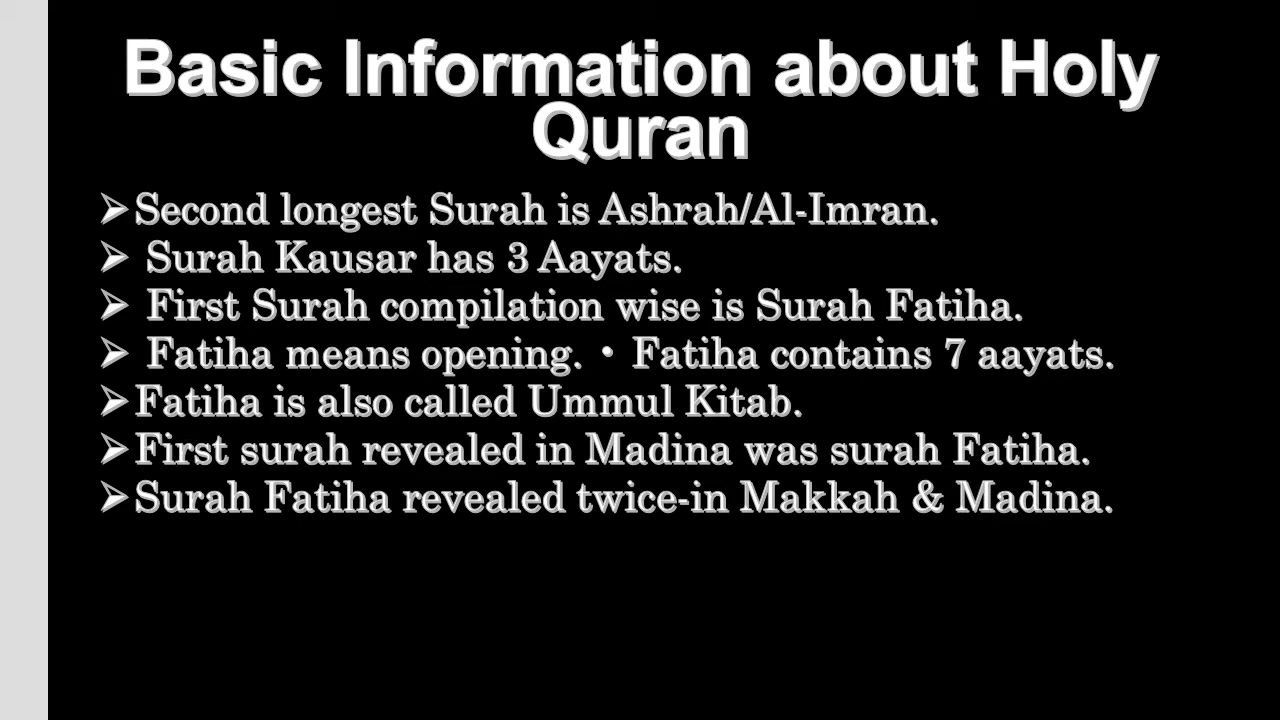 Basic Information about Holy
Quran
➢Second longest Surah is Ashrah/Al-Imran.
➢ Surah Kausar has 3 Aayats.
➢ First Surah compilation wise is Surah Fatiha.
➢ Fatiha means opening. • Fatiha contains 7 aayats.
➢Fatiha is also called Ummul Kitab.
➢First surah revealed in Madina was surah Fatiha.
➢Surah Fatiha revealed twice-in Makkah & Madina.